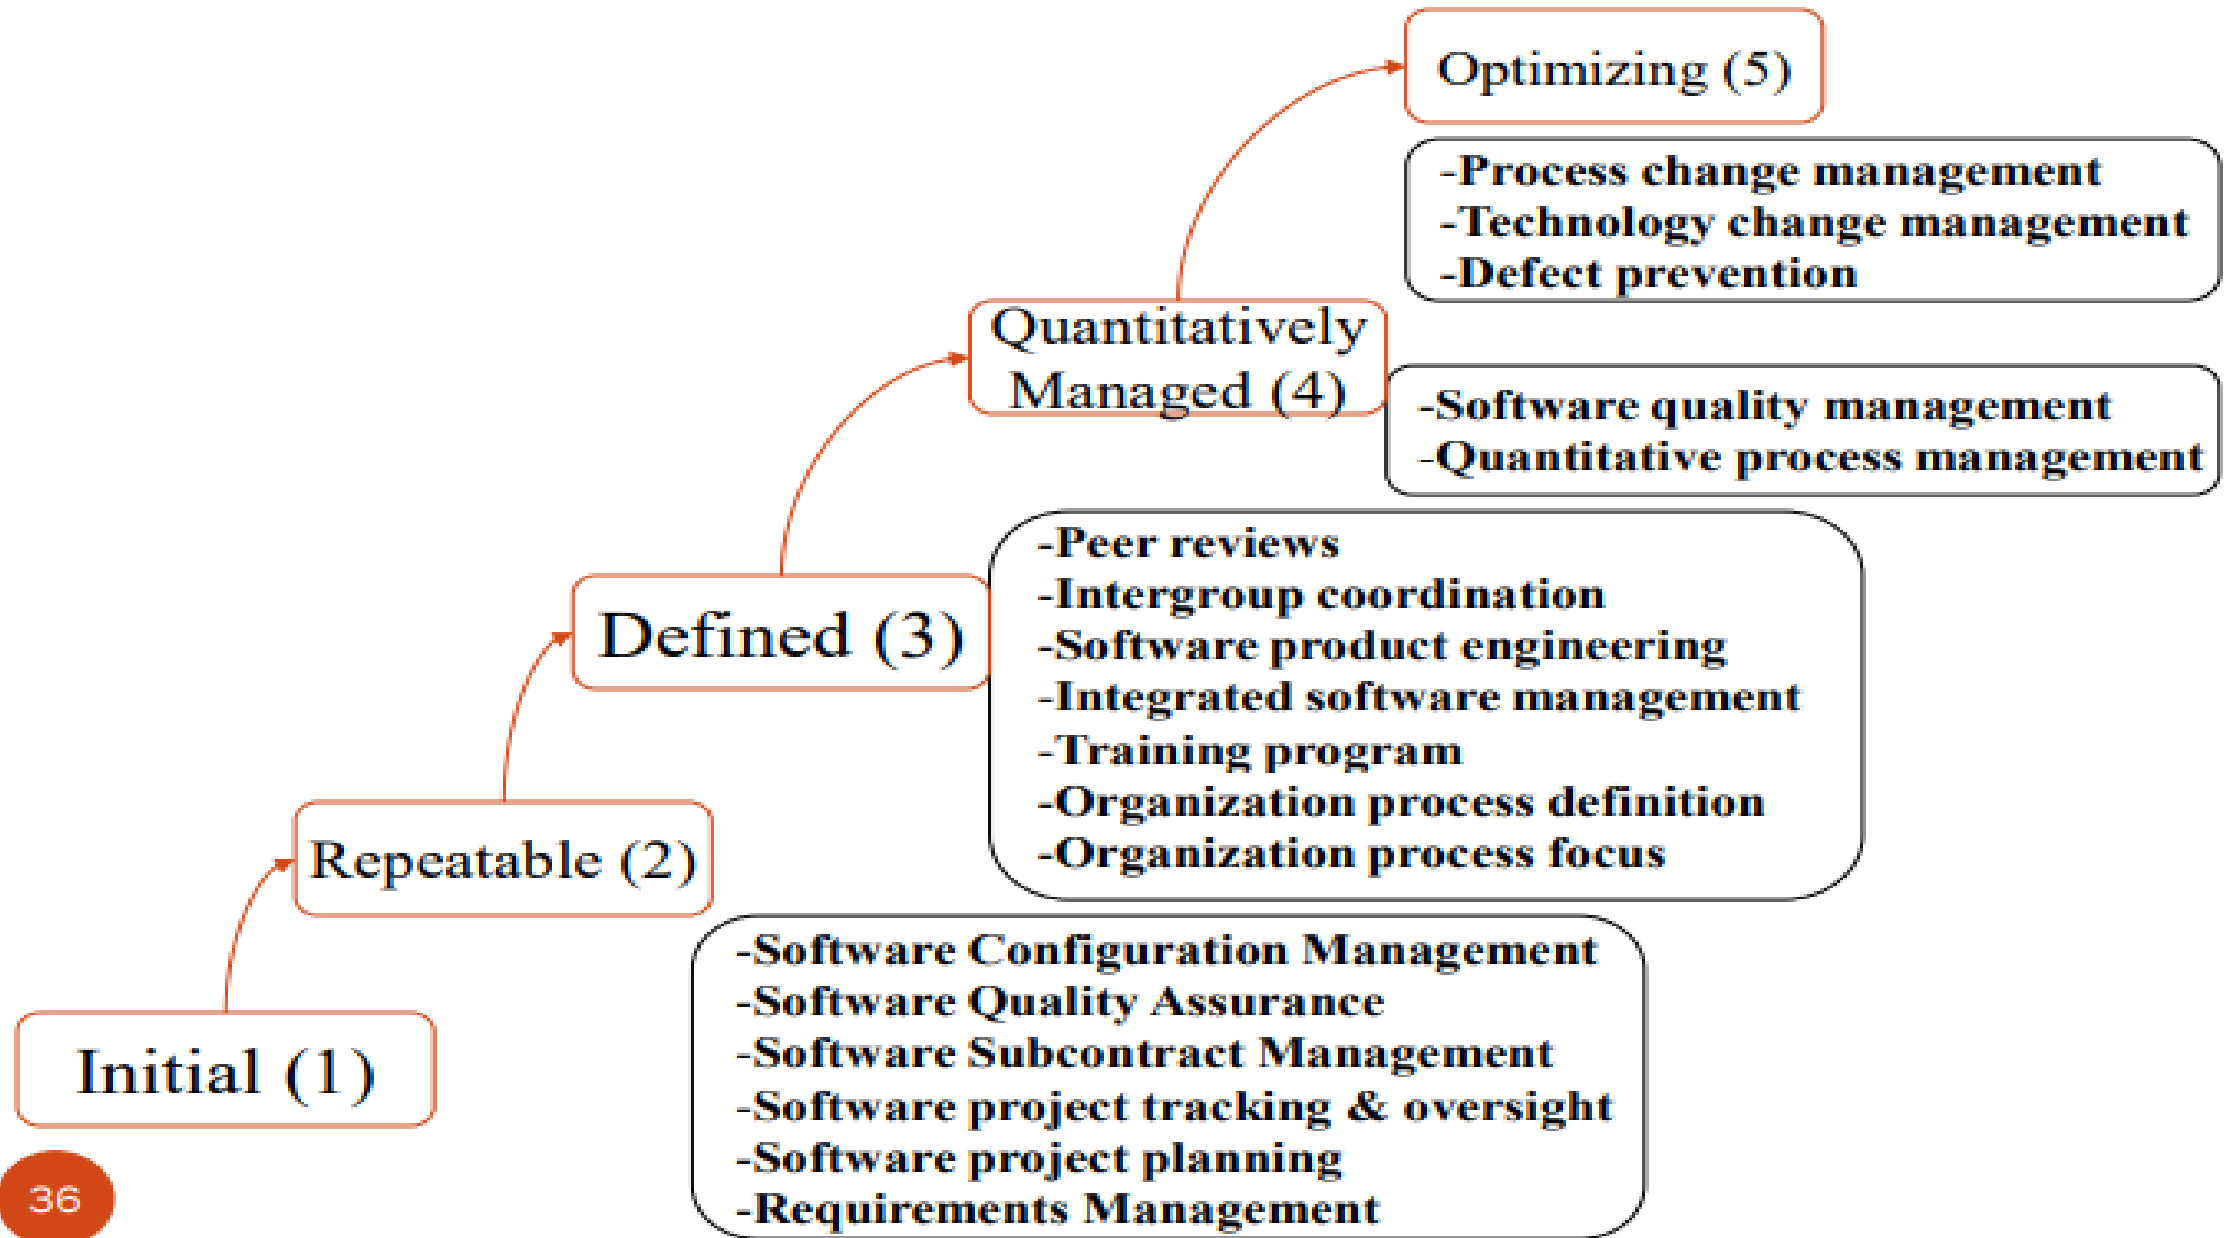 Optimizing (5)
-Process change management
-Technology change management
-Defect prevention
Quantitatively
Managed (4)
-Software quality management
-Quantitative process management
Defined (3)
-Peer reviews
-Intergroup coordination
-Software product engineering
-Integrated software management
-Training program
-Organization process definition
-Organization process focus
Repeatable (2)
-Software Configuration Management
-Software Quality Assurance
-Software Subcontract Management
-Software project tracking & oversight
-Software project planning
-Requirements Management
Initial (1)
36